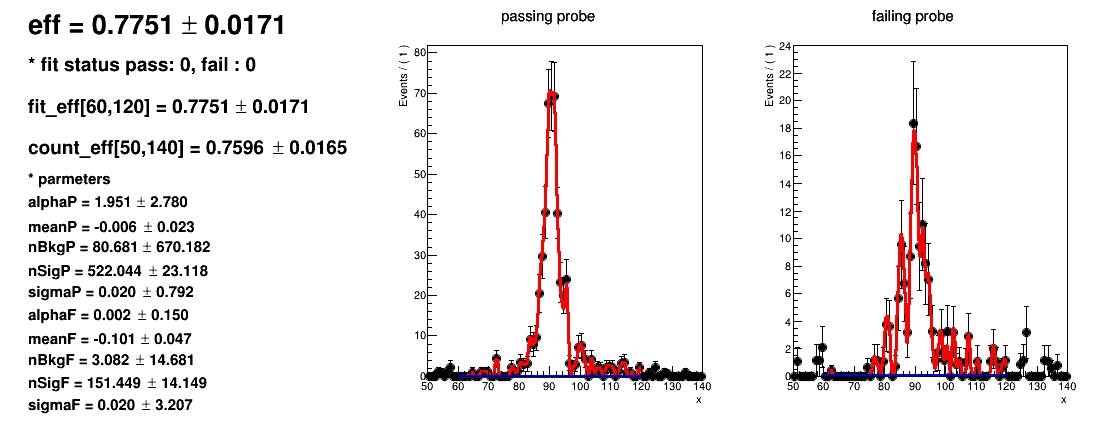 eff = 0.7751 ± 0.0171
* fit status pass: 0, fail : 0
fit_eff[60,120] = 0.7751 ± 0.0171
count_eff[50,140] = 0.7596 ± 0.0165
* parmeters
alphaP = 1.951 ± 2.780
meanP = -0.006 ± 0.023
nBkgP = 80.681 ± 670.182
nSigP = 522.044 ± 23.118
sigmaP = 0.020 ± 0.792
alphaF = 0.002 ± 0.150
meanF = -0.101 ± 0.047
nBkgF = 3.082 ± 14.681
nSigF = 151.449 ± 14.149
sigmaF = 0.020 ± 3.207
passing probe
Events / ( 1 )
80
70
60
50
40
30
20
10
0
50 60 70 80 90 100 110 120 130 140
x
failing probe
Events / ( 1 )
24
22
20
18
16
14
12
10
8
6
4
2
0
50 60 70 80 90 100 110 120 130 140
x